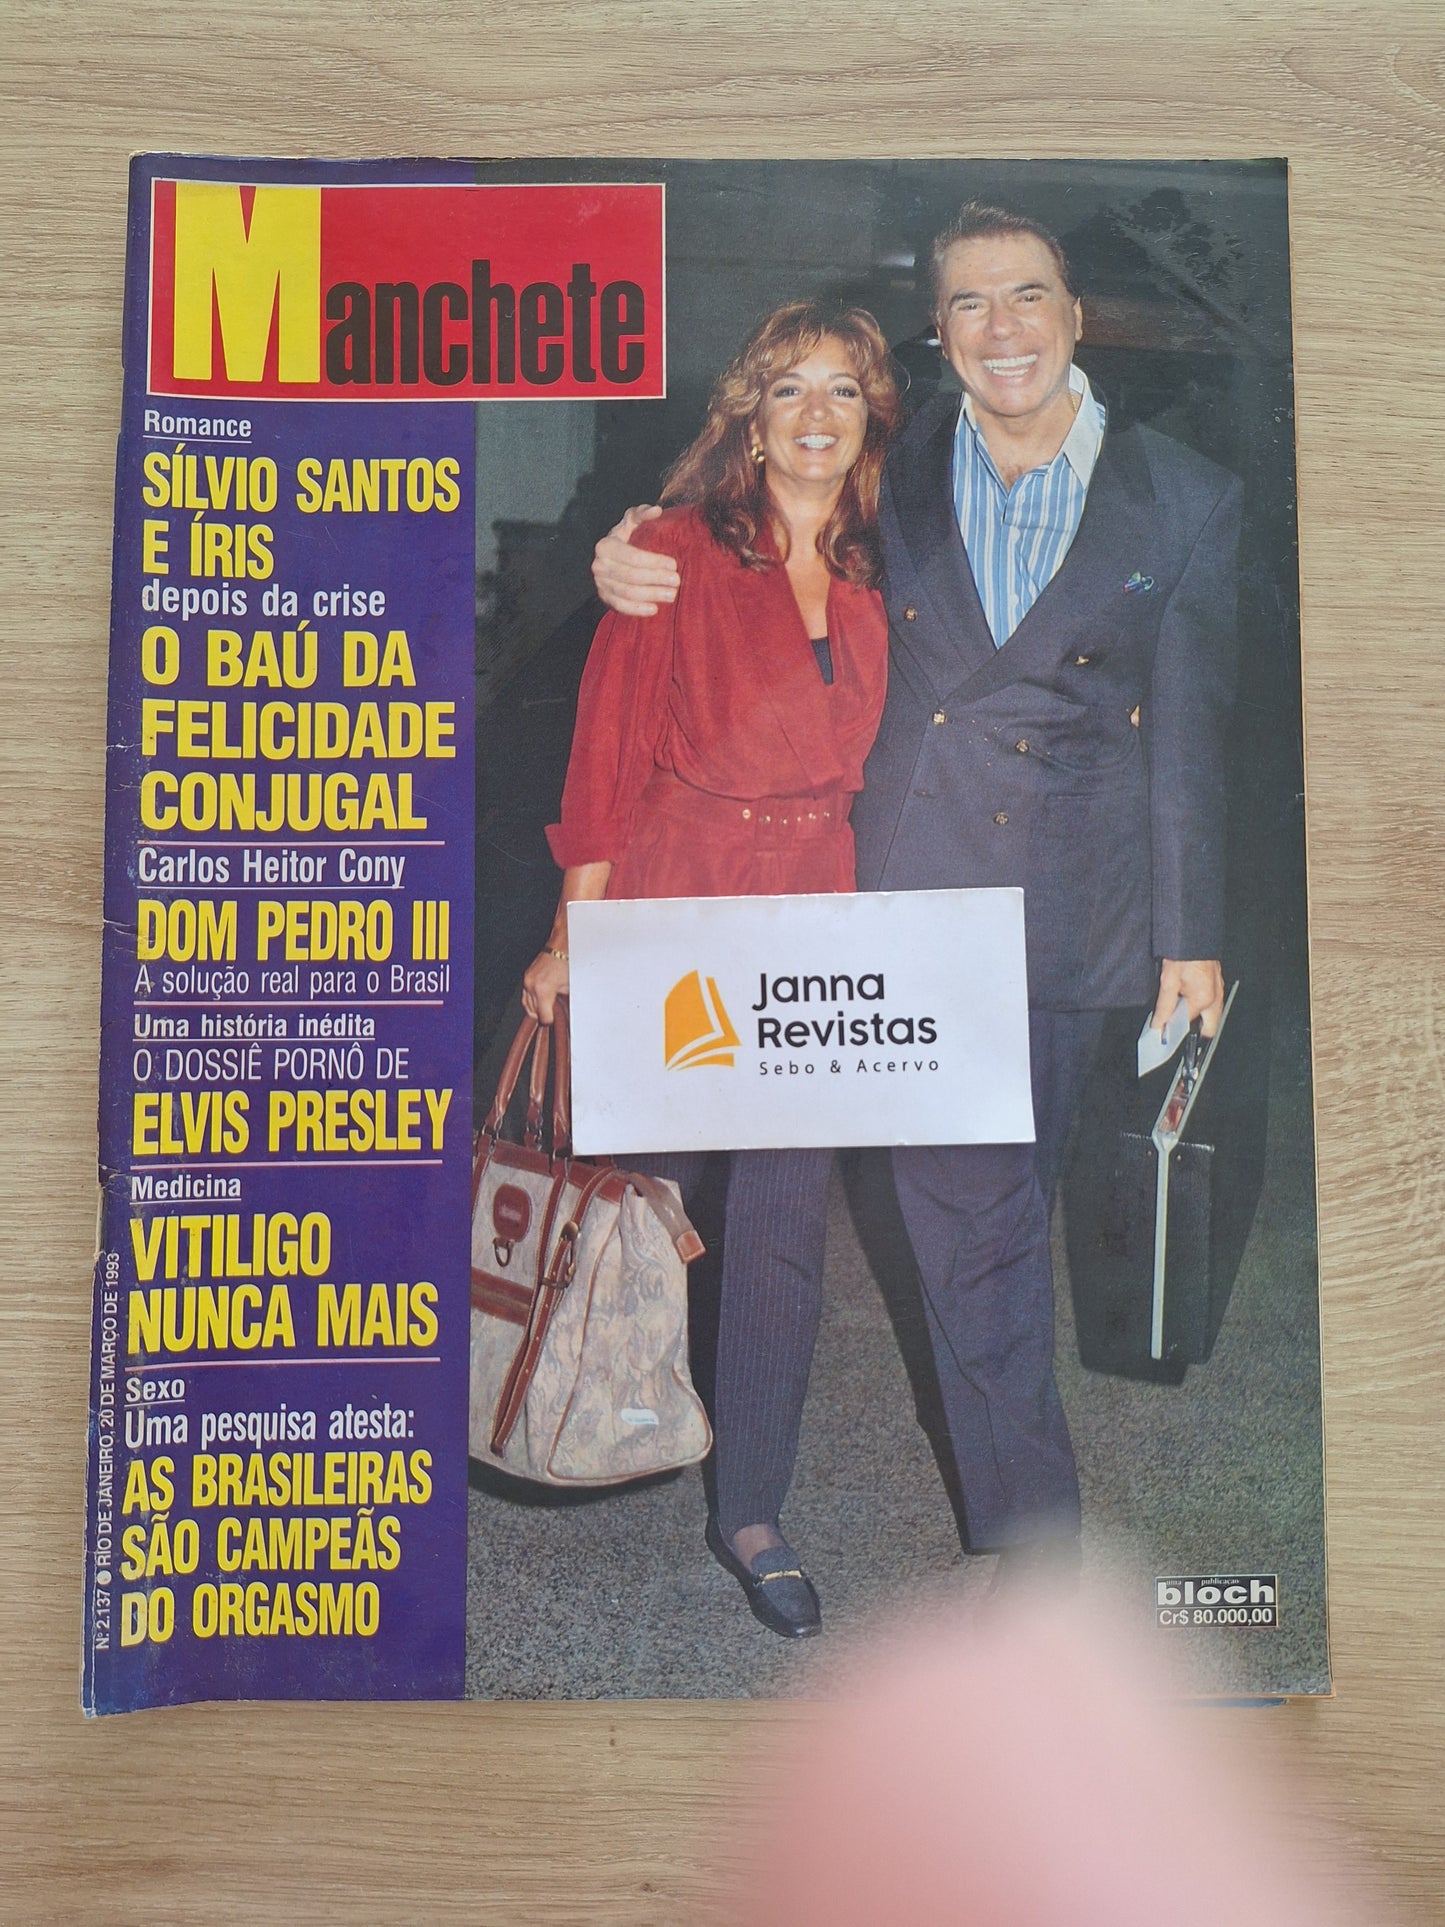 Manchete
Romance
SÍLVIO SANTOS
E ÍRIS
depois da crise
O BAÚ DA
FELICIDADE
CONJUGAL
Carlos Heitor Cony
DOM PEDRO III
A solução real para o Brasil
Uma história inédita
O DOSSIÊ PORNÔ DE
ELVIS PRESLEY
Medicina
VITILIGO
NUNCA MAIS
Sexo
Uma pesquisa atesta:
AS BRASILEIRAS
SÃO CAMPEÃS
DO ORGASMO
Nº 2.137 ● RIO DE JANEIRO, 20 DE MARÇO DE 1993
Janna
Revistas
Sebo & Acervo
uma publicação
bloch
Cr$ 80.000,00